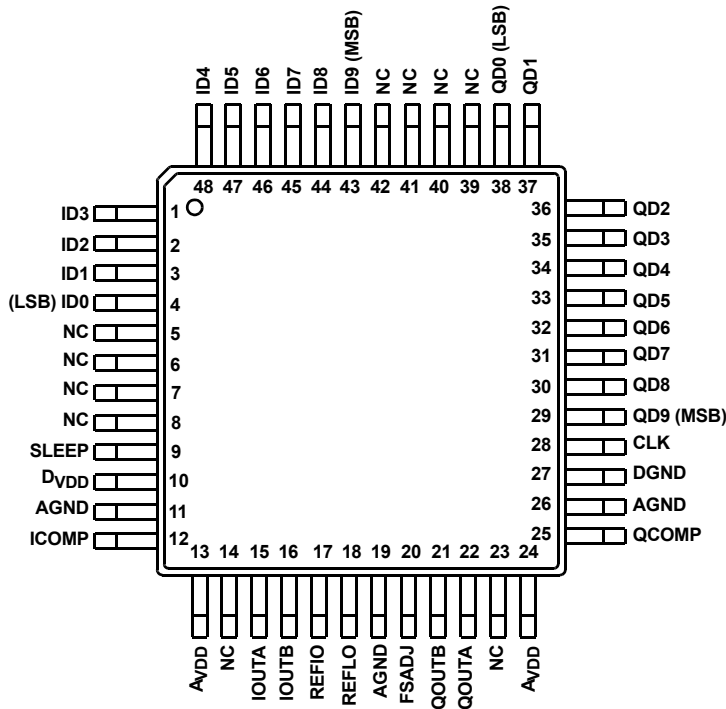 ID4
ID5
ID6
ID7
ID8
ID9 (MSB)
NC
NC
NC
NC
QD0 (LSB)
QD1
48 47 46 45 44 43 42 41 40 39 38 37
ID3 1
ID2 2
ID1 3
(LSB) ID0 4
NC 5
NC 6
NC 7
NC 8
SLEEP 9
DVDD 10
AGND 11
ICOMP 12
36 QD2
35 QD3
34 QD4
33 QD5
32 QD6
31 QD7
30 QD8
29 QD9 (MSB)
28 CLK
27 DGND
26 AGND
25 QCOMP
13 14 15 16 17 18 19 20 21 22 23 24
AVDD
NC
IOUTA
IOUTB
REFIO
REFLO
AGND
FSADJ
QOUTB
QOUTA
NC
AVDD